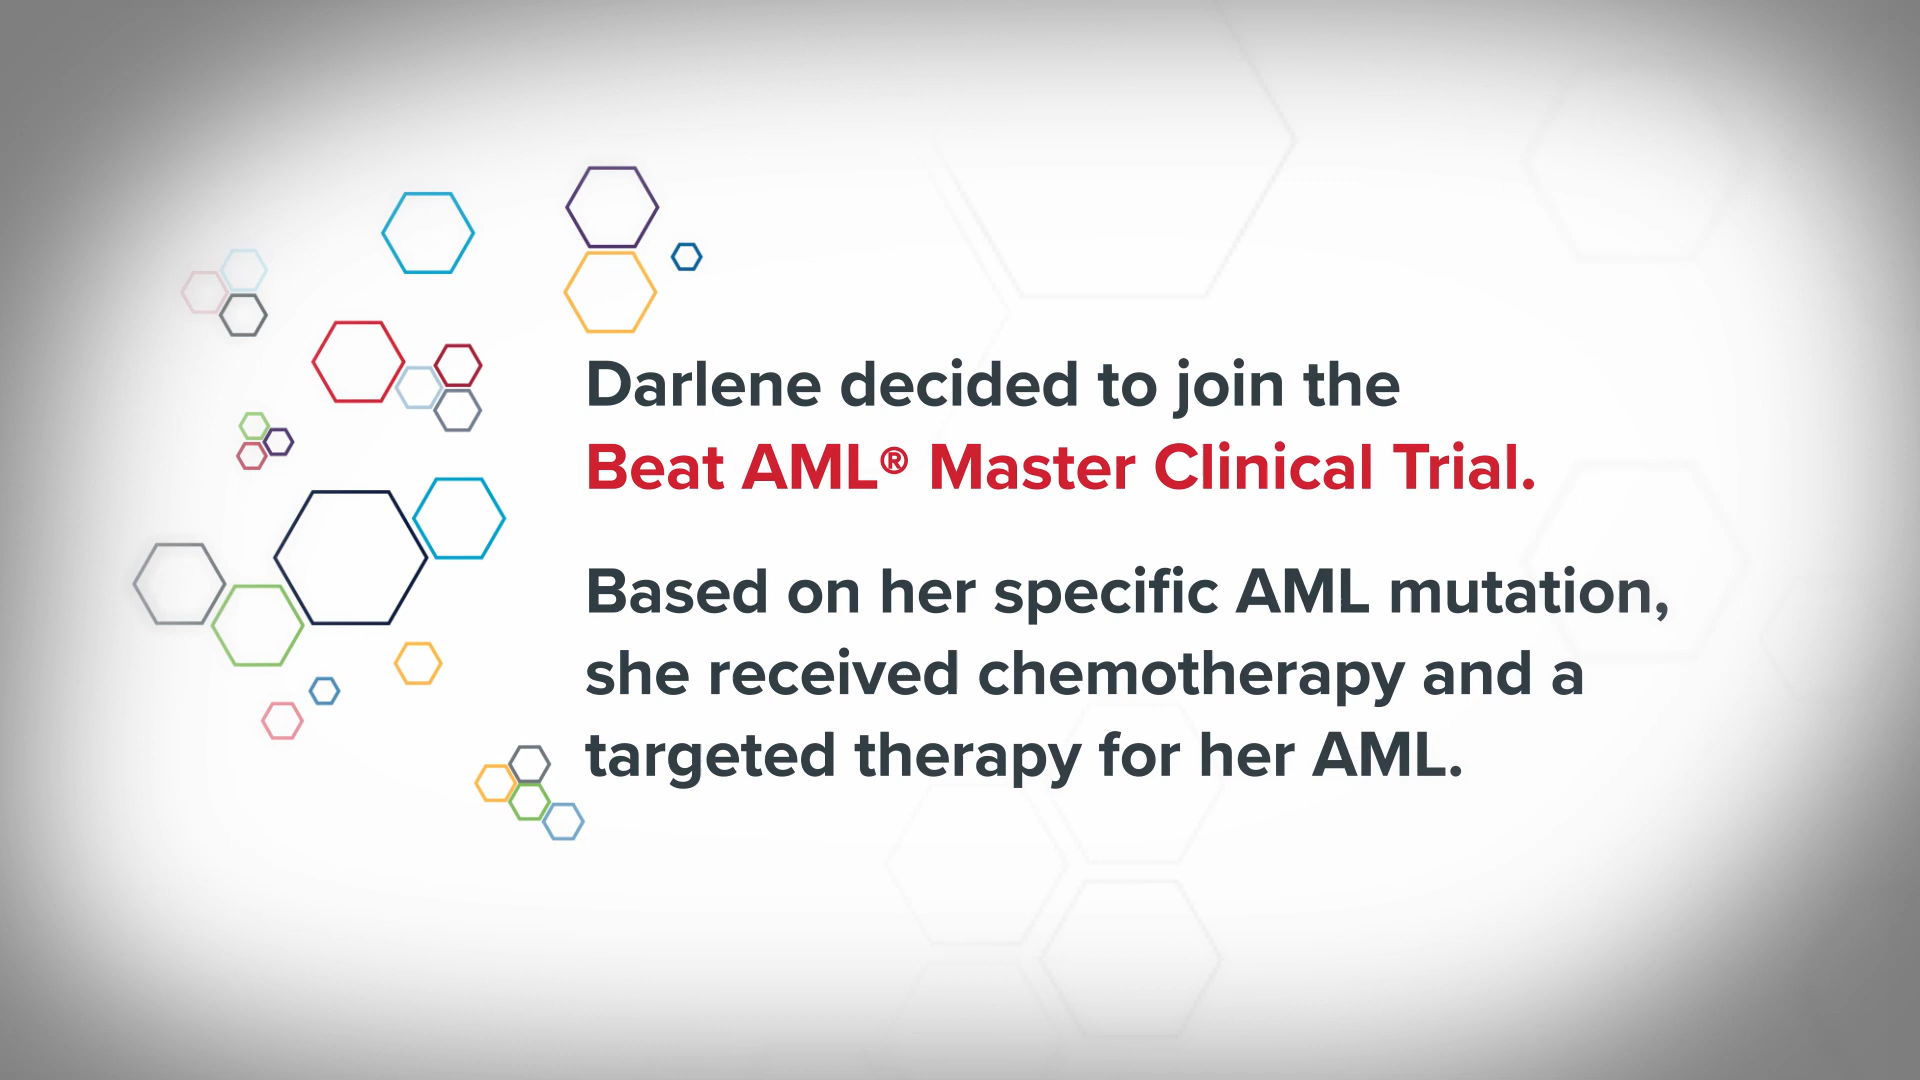 Darlene decided to join the
Beat AML® Master Clinical Trial.
Based on her specific AML mutation,
she received chemotherapy and a
targeted therapy for her AML.